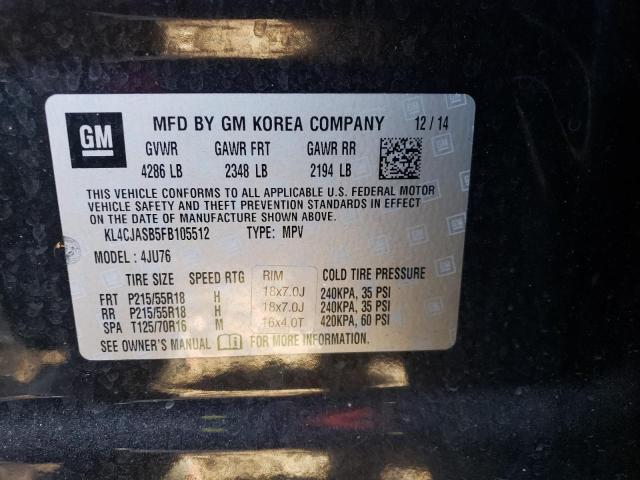 GM
MFD BY GM KOREA COMPANY 12 / 14
GVWR GAWR FRT GAWR RR
4286 LB 2348 LB 2194 LB
THIS VEHICLE CONFORMS TO ALL APPLICABLE U.S. FEDERAL MOTOR
VEHICLE SAFETY AND THEFT PREVENTION STANDARDS IN EFFECT
ON THE DATE OF MANUFACTURE SHOWN ABOVE.
KL4CJASB5FB105512 TYPE: MPV
MODEL : 4JU76
TIRE SIZE SPEED RTG RIM COLD TIRE PRESSURE
FRT P215/55R18 H 18x7.0J 240KPA, 35 PSI
RR P215/55R18 H 18x7.0J 240KPA, 35 PSI
SPA T125/70R16 M 16x4.0T 420KPA, 60 PSI
SEE OWNER'S MANUAL FOR MORE INFORMATION.